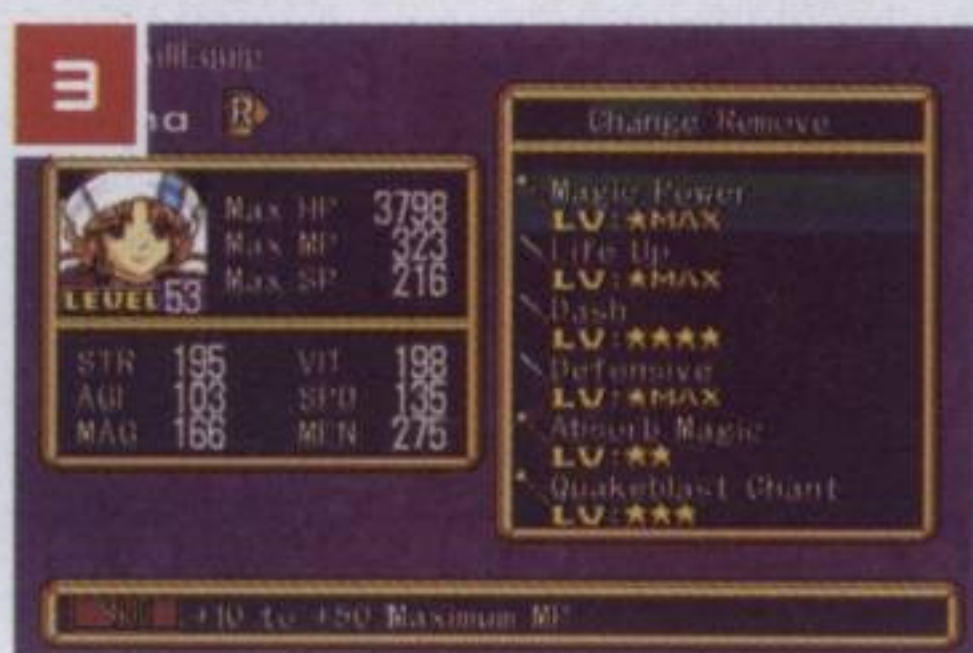 3
Change Remove
Max HP 3798
Max MP 323
Max SP 216
LEVEL 53
STR 195 VIT 198
AGI 103 SPD 135
MAG 166 MEN 275
Magic Power
LV:★MAX
Life Up
LV:★MAX
Dash
LV:★★★★
Defensive
LV:★MAX
Absorb Magic
LV:★★
Quakeblast Chant
LV:★★★
+10 to +50 Maximum MP